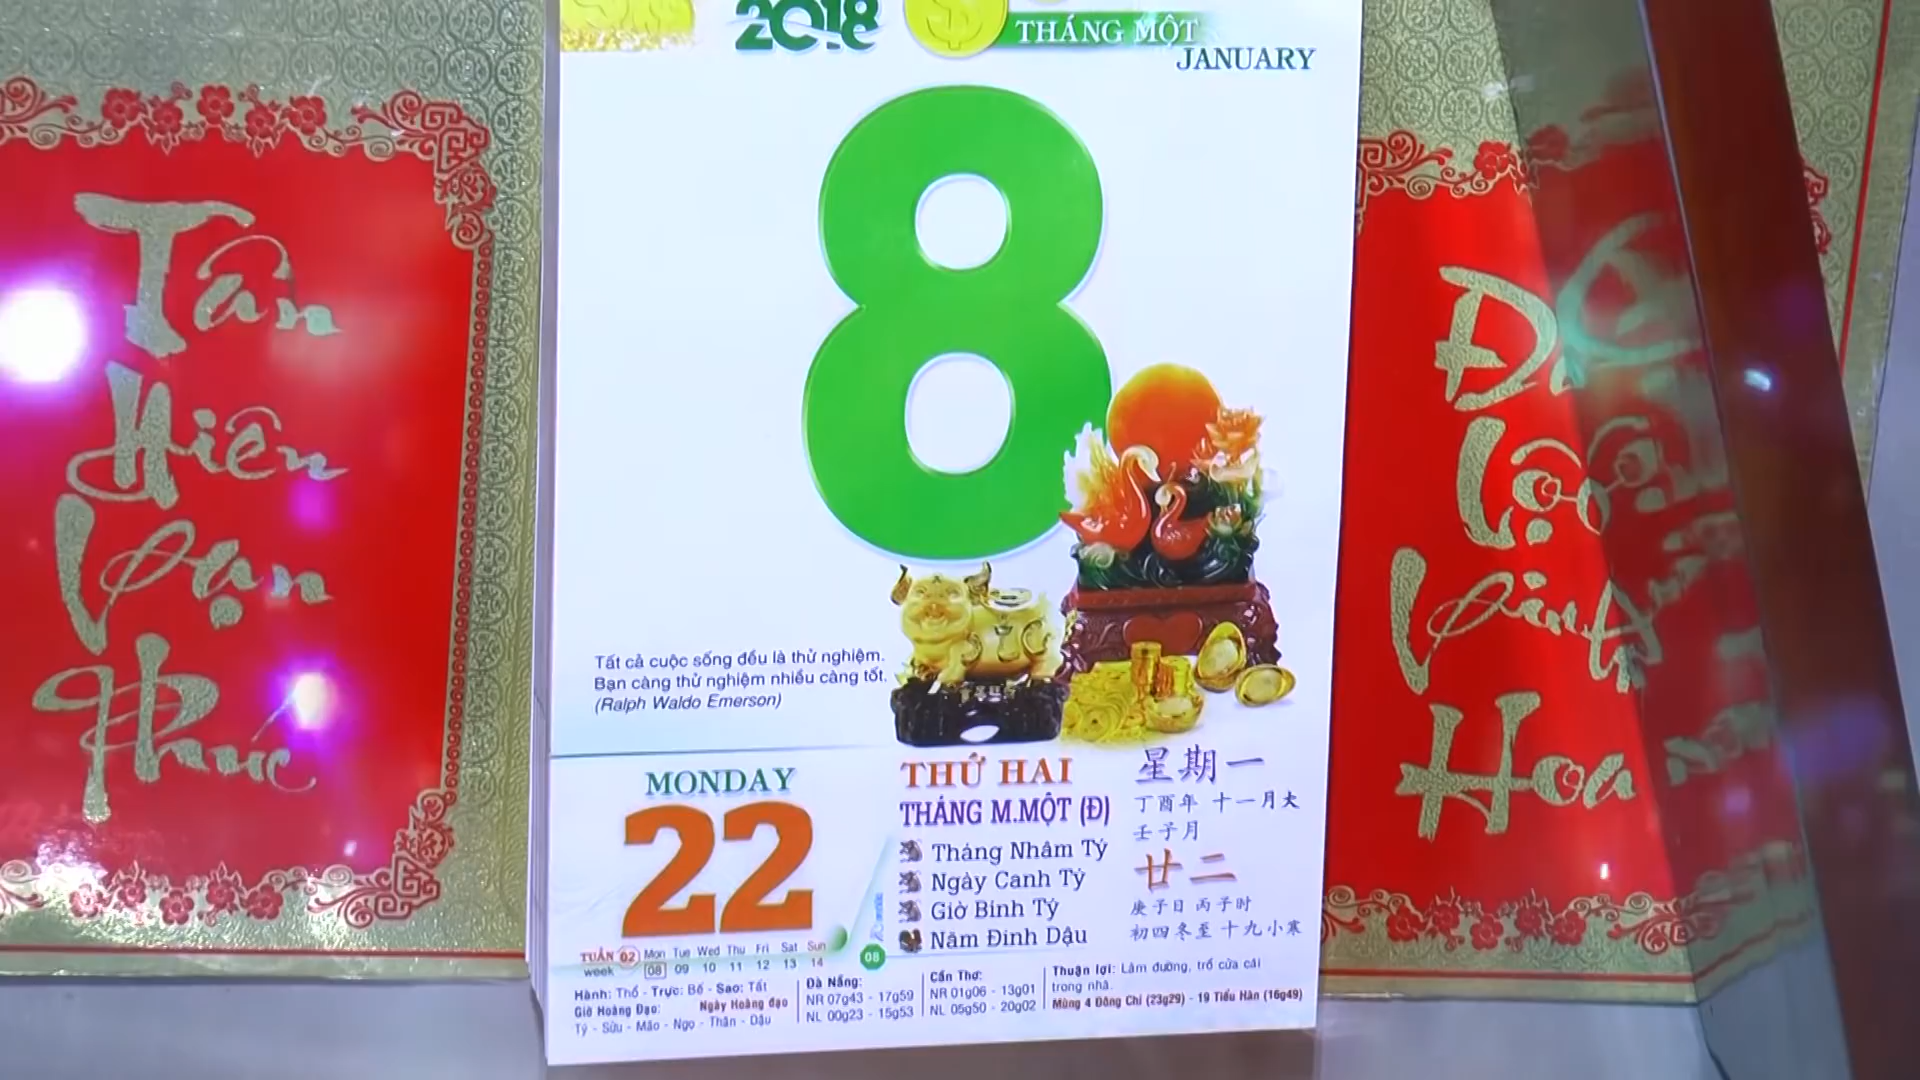 Tân
Hiên
Vạn
Phúc
2018
THÁNG MỘT
JANUARY
8
Tất cả cuộc sống đều là thử nghiệm.
Bạn càng thử nghiệm nhiều càng tốt.
(Ralph Waldo Emerson)
MONDAY
22
THỨ HAI
THÁNG M.MỘT (Đ)
Tháng Nhâm Tý
Ngày Canh Tý
Giờ Bính Tý
Năm Đinh Dậu
星期一
丁酉年 十一月大
壬子月
廿二
庚子日 丙子时
初四冬至 十九小寒
TUẦN 02
week
Mon Tue Wed Thu Fri Sat Sun
08 09 10 11 12 13 14
08
Hành: Thổ - Trực: Bế - Sao: Tất
Giờ Hoàng Đạo: Ngày Hoàng đạo
Tý - Sửu - Mão - Ngọ - Thân - Dậu
Đà Nẵng:
NR 07g43 - 17g59
NL 00g23 - 15g53
Cần Thơ:
NR 01g06 - 13g01
NL 05g50 - 20g02
Thuận lợi: Làm đường, trổ cửa cái
trong nhà.
Mùng 4 Đông Chí (23g29) - 19 Tiểu Hàn (16g49)
Lộc
Vinh
Hoa